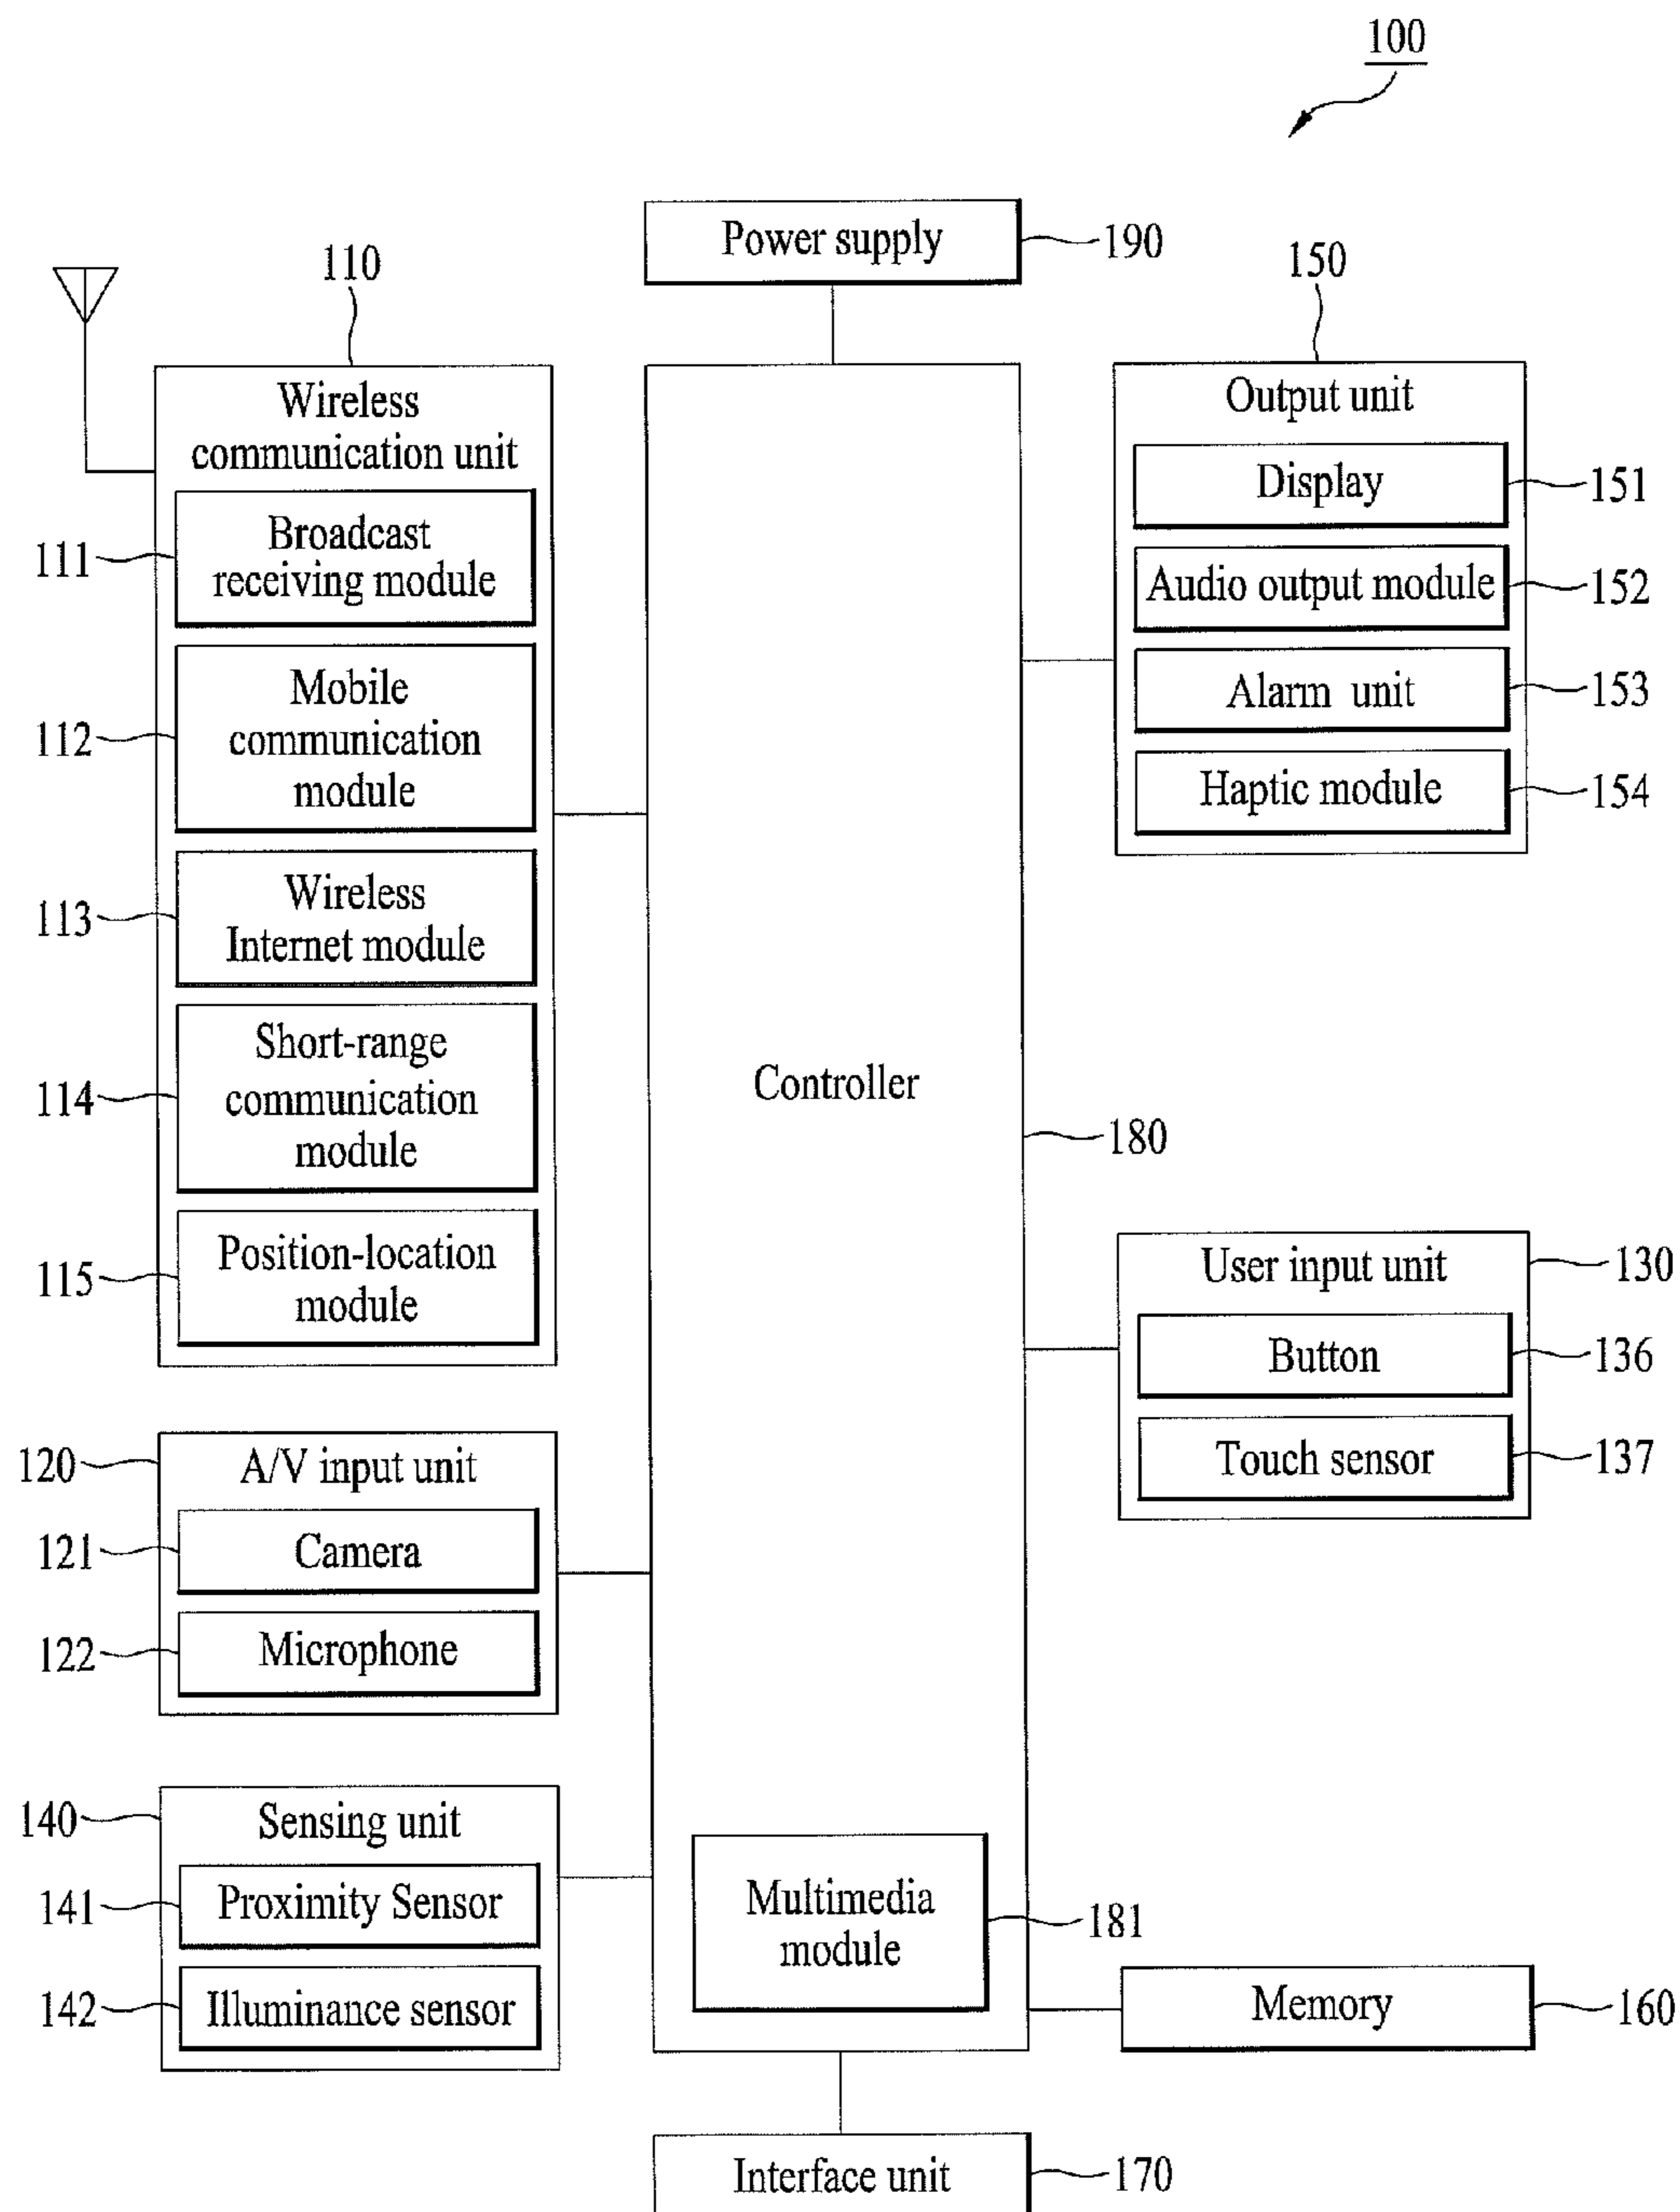 100
Power supply
190
110
Wireless
communication unit
111
Broadcast
receiving module
112
Mobile
communication
module
113
Wireless
Internet module
114
Short-range
communication
module
115
Position-location
module
120
A/V input unit
121
Camera
122
Microphone
140
Sensing unit
141
Proximity Sensor
142
Illuminance sensor
Controller
180
Multimedia
module
181
150
Output unit
Display
151
Audio output module
152
Alarm unit
153
Haptic module
154
User input unit
130
Button
136
Touch sensor
137
Memory
160
Interface unit
170